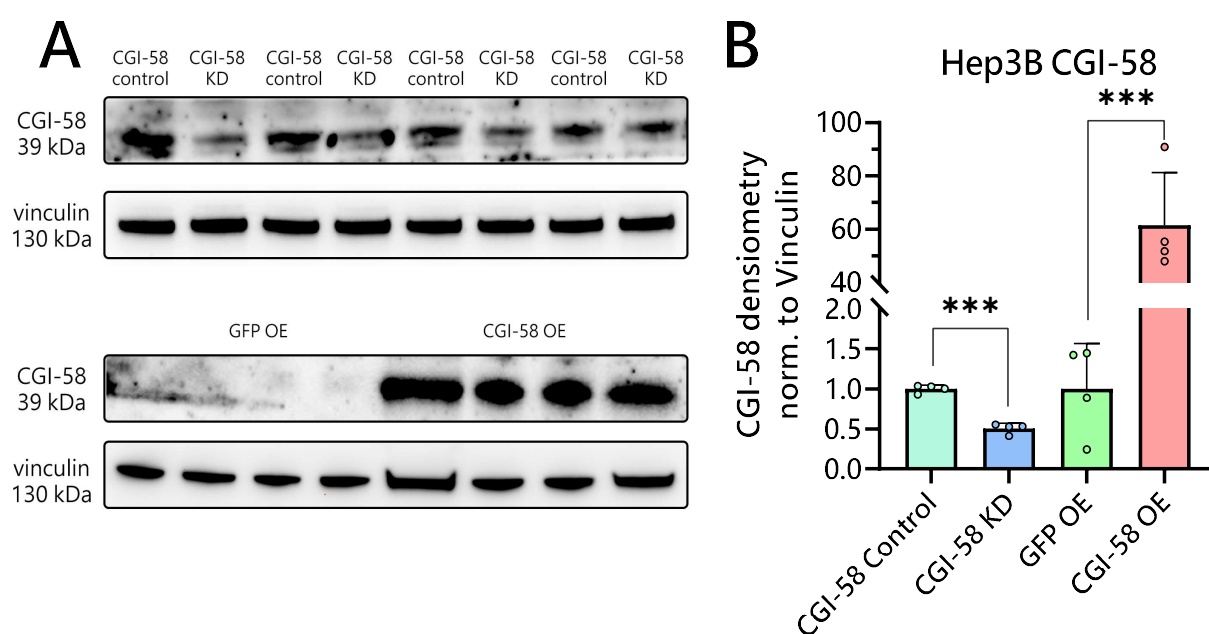 A
CGI-58 CGI-58 CGI-58 CGI-58 CGI-58 CGI-58 CGI-58 CGI-58
control KD control KD control KD control KD
CGI-58
39 kDa
vinculin
130 kDa
GFP OE CGI-58 OE
CGI-58
39 kDa
vinculin
130 kDa
B
Hep3B CGI-58
***
***
CGI-58 densiometry
norm. to Vinculin
100
80
60
40
2.0
1.5
1.0
0.5
0.0
CGI-58 Control
CGI-58 KD
GFP OE
CGI-58 OE